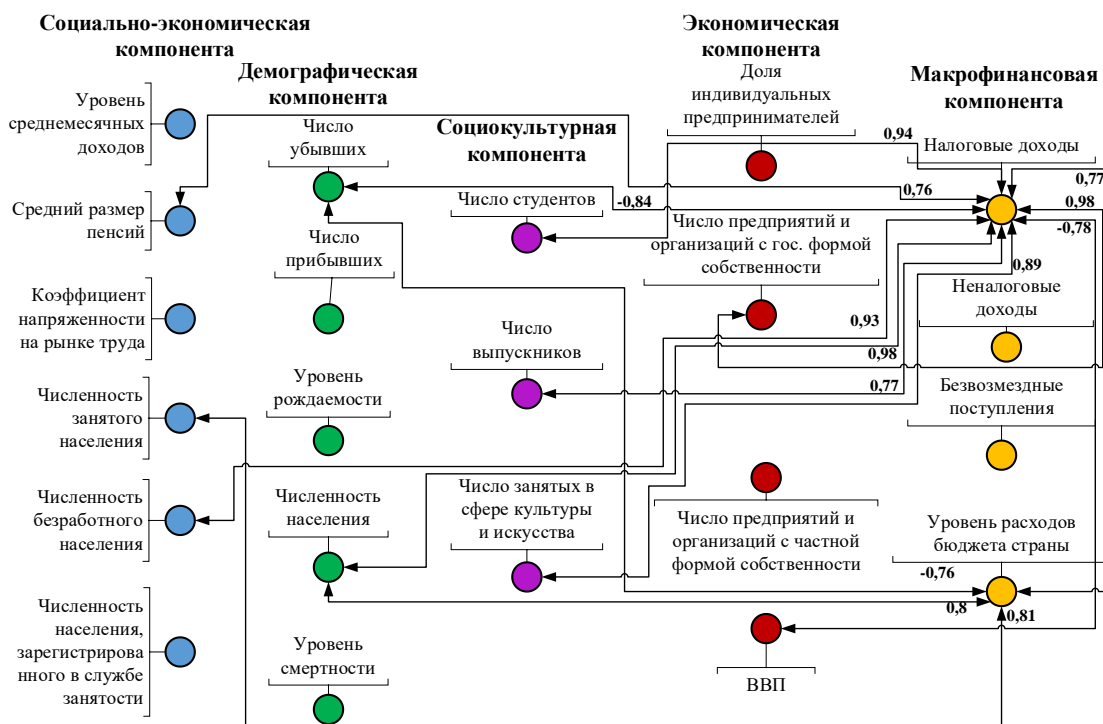 Социально-экономическая
компонента
Уровень
среднемесячных
доходов
Средний размер
пенсий
Коэффициент
напряженности
на рынке труда
Численность
занятого
населения
Численность
безработного
населения
Численность
населения,
зарегистрирова
нного в службе
занятости
Демографическая
компонента
Число
убывших
Число
прибывших
Уровень
рождаемости
Численность
населения
Уровень
смертности
Социокультурная
компонента
Число студентов
Число
выпускников
Число занятых в
сфере культуры
и искусства
Экономическая
компонента
Доля
индивидуальных
предпринимателей
Число предприятий и
организаций с гос. формой
собственности
Число предприятий и
организаций с частной
формой собственности
ВВП
Макрофинансовая
компонента
Налоговые доходы
Неналоговые
доходы
Безвозмездные
поступления
Уровень расходов
бюджета страны
0,94
0,77
0,76
-0,84
0,98
-0,78
0,89
0,93
0,98
0,77
-0,76
0,8
0,81